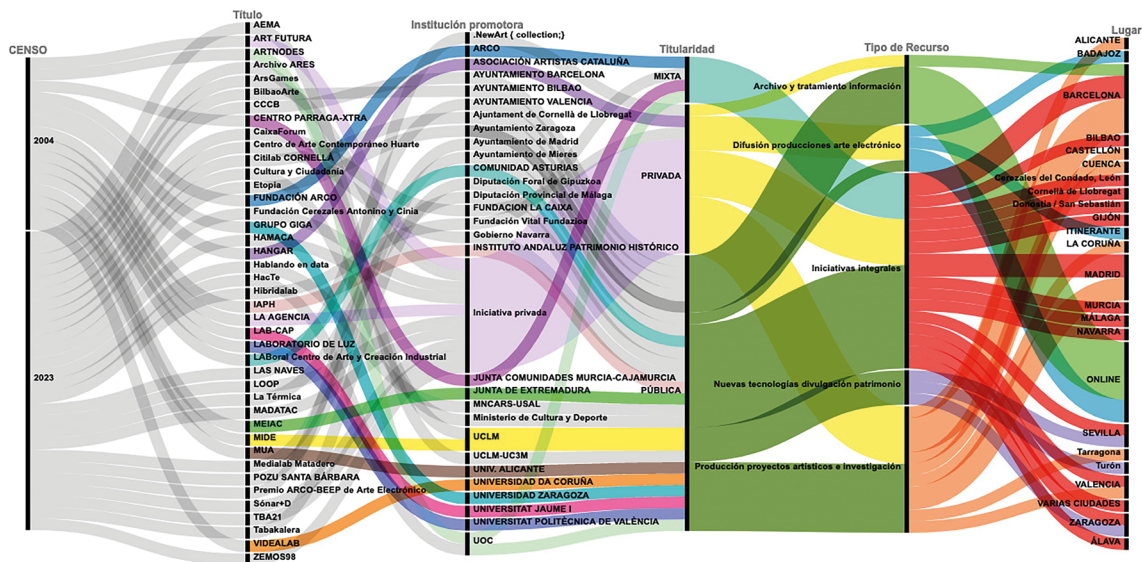 CENSO
2004
2023
Título
AEMA
ART FUTURA
ARTNODES
Archivo ARES
ArsGames
BilbaoArte
CCCB
CENTRO PARRAGA-XTRA
CaixaForum
Centro de Arte Contemporáneo Huarte
Citilab CORNELLÁ
Cultura y Ciudadanía
Etopia
FUNDACIÓN ARCO
Fundación Cerezales Antonino y Cinia
GRUPO GIGA
HAMACA
HANGAR
Hablando en data
HacTe
Hibridalab
IAPH
LA AGENCIA
LAB-CAP
LABORATORIO DE LUZ
LABoral Centro de Arte y Creación Industrial
LAS NAVES
LOOP
La Térmica
MADATAC
MEIAC
MIDE
MUA
Medialab Matadero
POZU SANTA BÁRBARA
Premio ARCO-BEEP de Arte Electrónico
Sónar+D
TBA21
Tabakalera
VIDEALAB
ZEMOS98
Institución promotora
.NewArt { collection;}
ARCO
ASOCIACIÓN ARTISTAS CATALUÑA
AYUNTAMIENTO BARCELONA
AYUNTAMIENTO BILBAO
AYUNTAMIENTO VALENCIA
Ajuntament de Cornellà de Llobregat
Ayuntamiento Zaragoza
Ayuntamiento de Madrid
Ayuntamiento de Mieres
COMUNIDAD ASTURIAS
Diputación Foral de Gipuzkoa
Diputación Provincial de Málaga
FUNDACION LA CAIXA
Fundación Vital Fundazioa
Gobierno Navarra
INSTITUTO ANDALUZ PATRIMONIO HISTÓRICO
Iniciativa privada
JUNTA COMUNIDADES MURCIA-CAJAMURCIA
JUNTA DE EXTREMADURA
MNCARS-USAL
Ministerio de Cultura y Deporte
UCLM
UCLM-UC3M
UNIV. ALICANTE
UNIVERSIDAD DA CORUÑA
UNIVERSIDAD ZARAGOZA
UNIVERSITAT JAUME I
UNIVERSITAT POLITÈCNICA DE VALÈNCIA
UOC
Titularidad
MIXTA
PRIVADA
PÚBLICA
Tipo de Recurso
Archivo y tratamiento información
Difusión producciones arte electrónico
Iniciativas integrales
Nuevas tecnologías divulgación patrimonio
Producción proyectos artísticos e investigación
Lugar
ALICANTE
BADAJOZ
BARCELONA
BILBAO
CASTELLÓN
CUENCA
Cerezales del Condado, León
Cornellà de Llobregat
Donostia / San Sebastián
GIJÓN
ITINERANTE
LA CORUÑA
MADRID
MURCIA
MÁLAGA
NAVARRA
ONLINE
SEVILLA
Tarragona
Turón
VALENCIA
VARIAS CIUDADES
ZARAGOZA
ÁLAVA